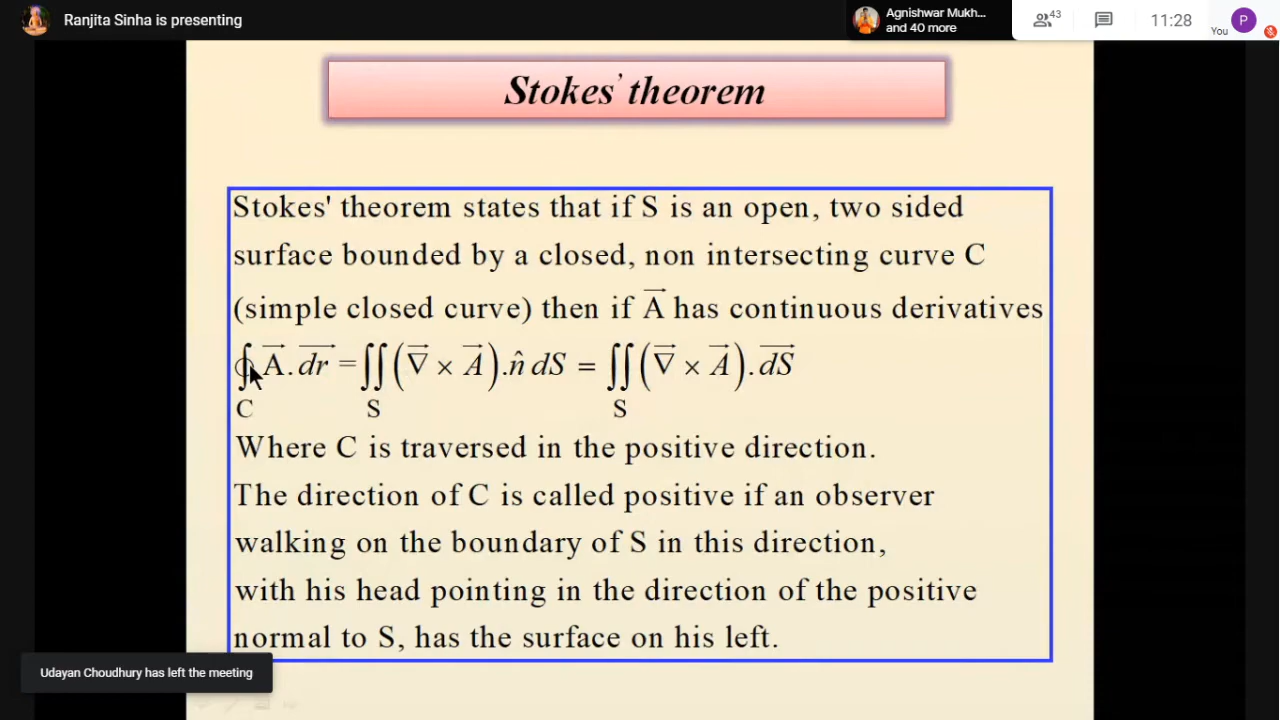 Ranjita Sinha is presenting
Agnishwar Mukh...
and 40 more
43
11:28
You
P
Stokes' theorem
Stokes' theorem states that if S is an open, two sided
surface bounded by a closed, non intersecting curve C
(simple closed curve) then if A⃗ has continuous derivatives
∮_C A⃗ . dr⃗ = ∬_S (∇⃗ × A⃗).n̂ dS = ∬_S (∇⃗ × A⃗). dS⃗
Where C is traversed in the positive direction.
The direction of C is called positive if an observer
walking on the boundary of S in this direction,
with his head pointing in the direction of the positive
normal to S, has the surface on his left.
Udayan Choudhury has left the meeting